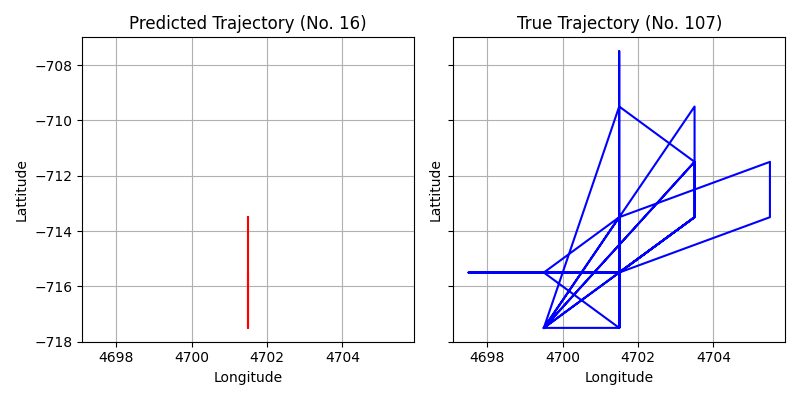 Predicted Trajectory (No. 16)
True Trajectory (No. 107)
Lattitude
−708
−710
−712
−714
−716
−718
4698
4700
4702
4704
Longitude
Lattitude
4698
4700
4702
4704
Longitude